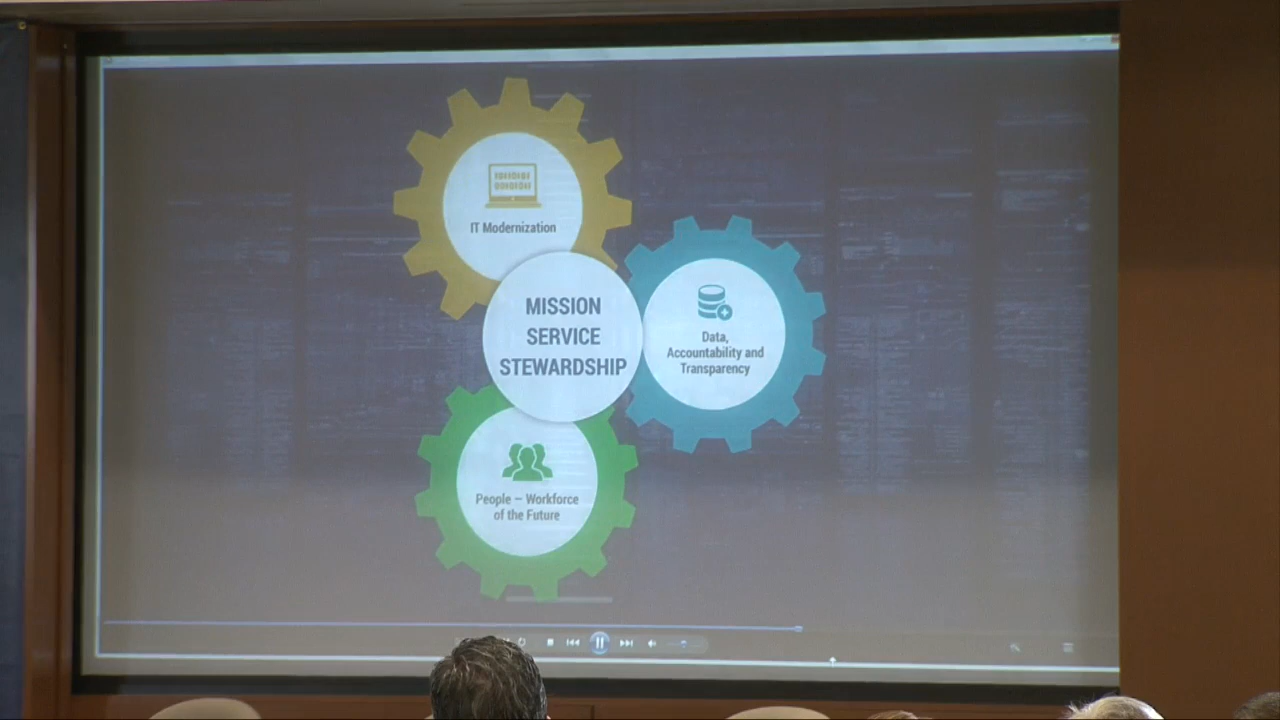 IT Modernization
MISSION
SERVICE
STEWARDSHIP
Data,
Accountability and
Transparency
People – Workforce
of the Future